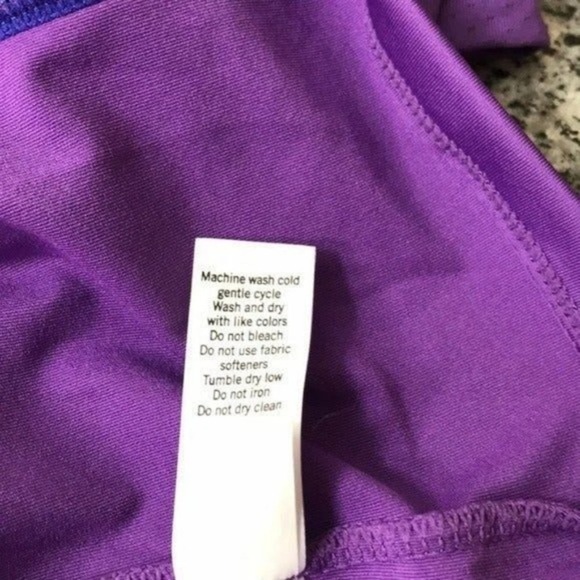 Machine wash cold
gentle cycle
Wash and dry
with like colors
Do not bleach
Do not use fabric
softeners
Tumble dry low
Do not iron
Do not dry clean